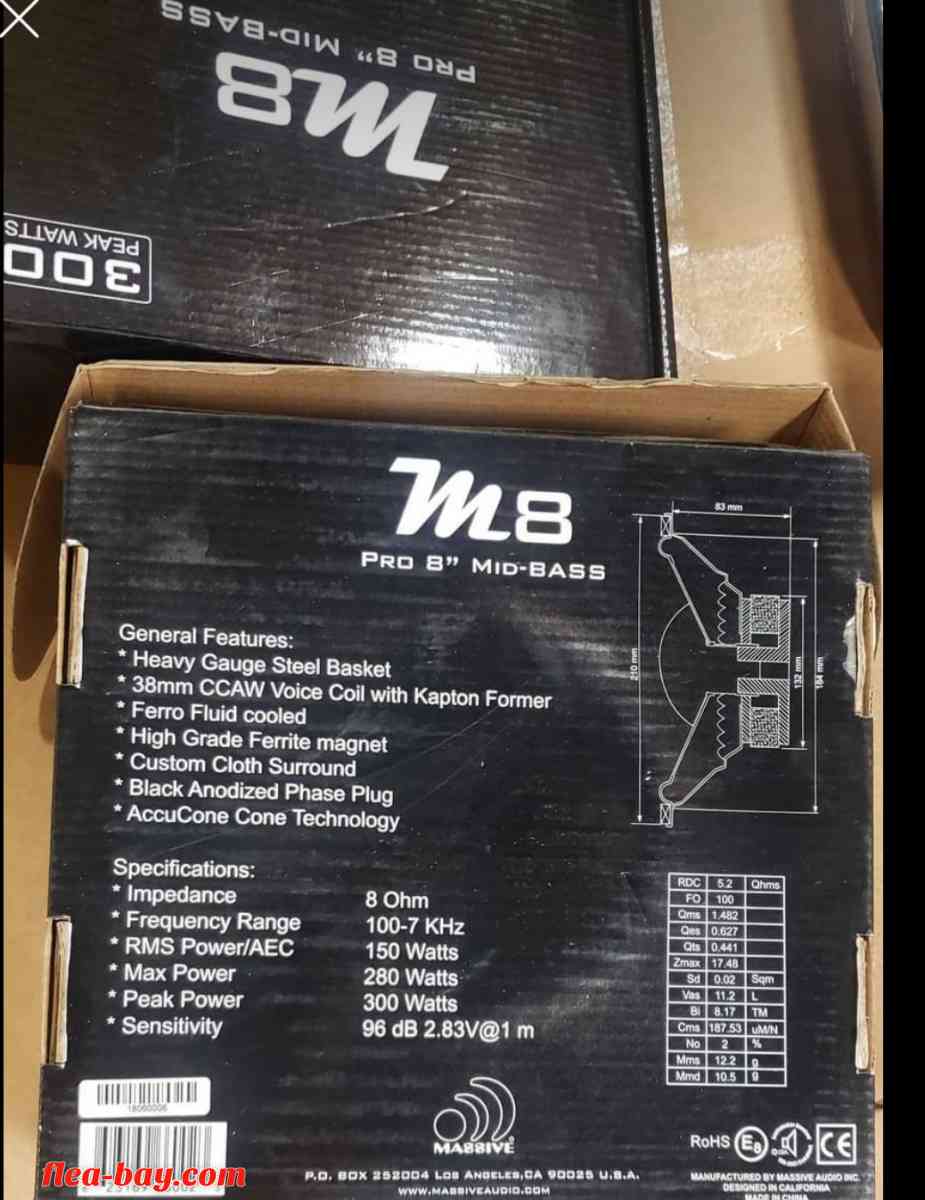 PRO 8" MID-BASS
M8
PEAK WATTS
300
M8
PRO 8" MID-BASS
83 mm
210 mm
132 mm
184 mm
General Features:
* Heavy Gauge Steel Basket
* 38mm CCAW Voice Coil with Kapton Former
* Ferro Fluid cooled
* High Grade Ferrite magnet
* Custom Cloth Surround
* Black Anodized Phase Plug
* AccuCone Cone Technology
Specifications:
* Impedance 8 Ohm
* Frequency Range 100-7 KHz
* RMS Power/AEC 150 Watts
* Max Power 280 Watts
* Peak Power 300 Watts
* Sensitivity 96 dB 2.83V@1 m
RDC 5.2 Qhms
FO 100
Qms 1.482
Qes 0.627
Qts 0.441
Zmax 17.48
Sd 0.02 Sqm
Vas 11.2 L
Bl 8.17 TM
Cms 187.53 uM/N
No 2 %
Mms 12.2 g
Mmd 10.5 g
18060006
MASSIVE
RoHS E8 CE
flea-bay.com
P.O. BOX 252004 LOS ANGELES,CA 90025 U.S.A.
WWW.MASSIVEAUDIO.COM
MANUFACTURED BY MASSIVE AUDIO INC.
DESIGNED IN CALIFORNIA
MADE IN CHINA